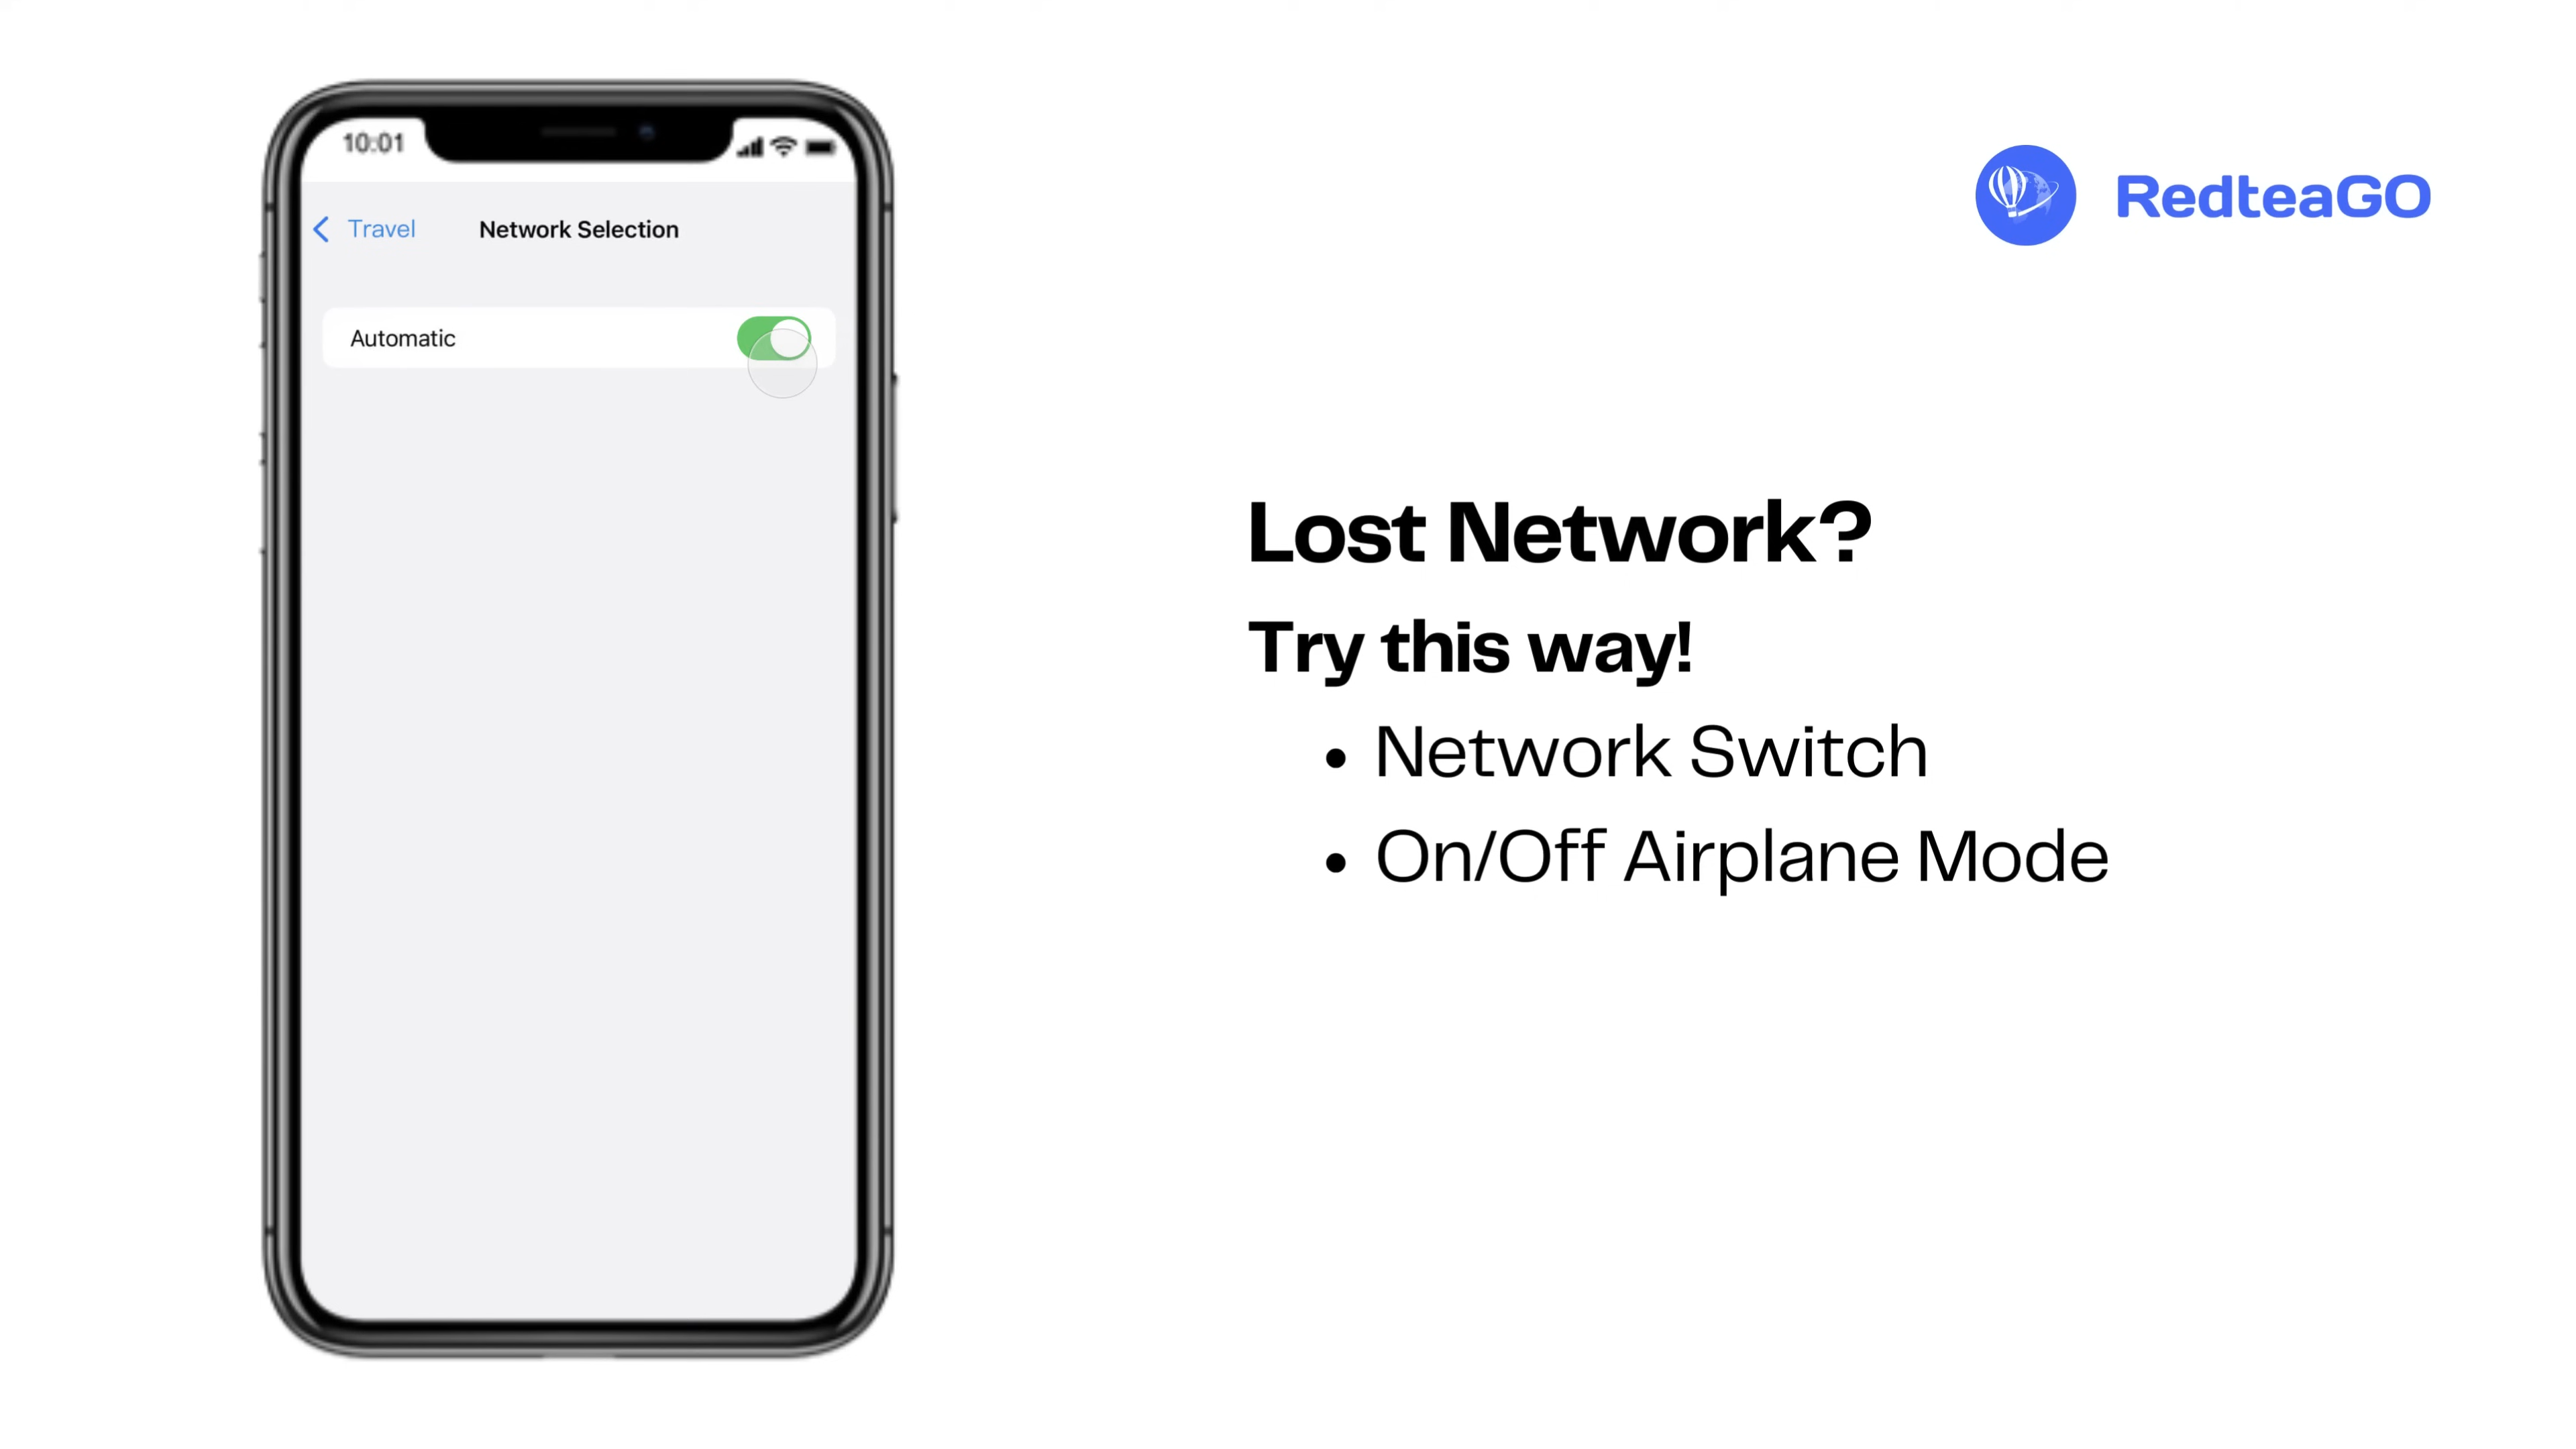 10:01
Travel
Network Selection
Automatic
RedteaGO
Lost Network?
Try this way!
• Network Switch
• On/Off Airplane Mode